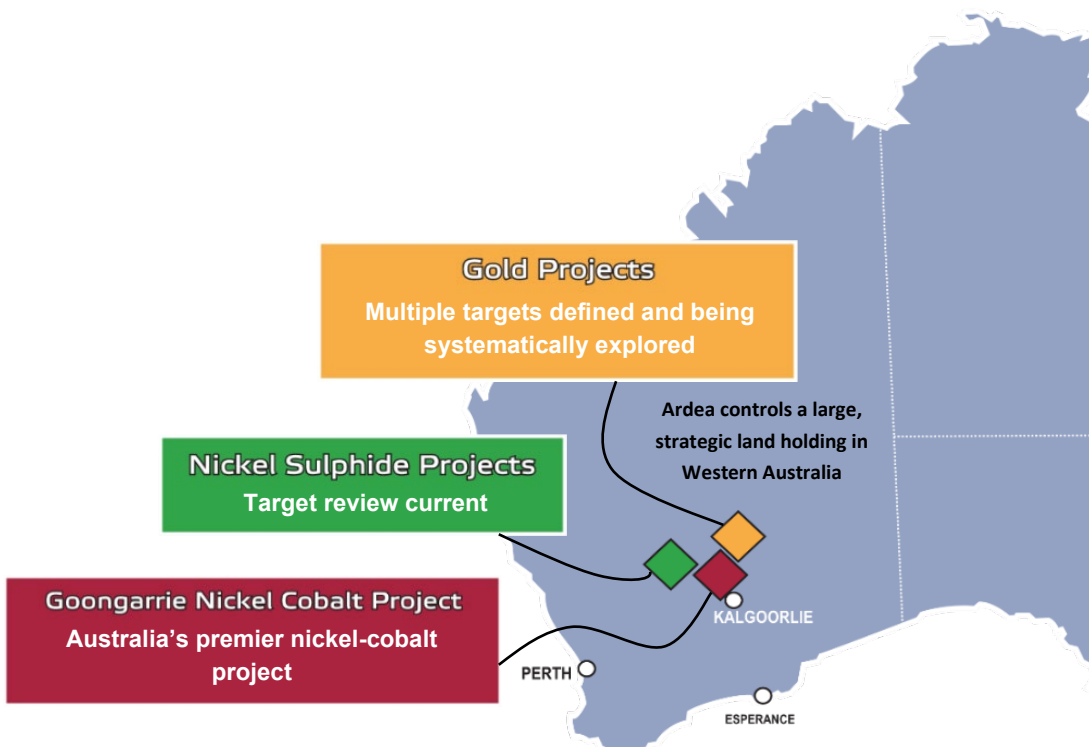 Gold Projects
Multiple targets defined and being
systematically explored
Ardea controls a large,
strategic land holding in
Western Australia
Nickel Sulphide Projects
Target review current
Goongarrie Nickel Cobalt Project
Australia’s premier nickel-cobalt
project
KALGOORLIE
PERTH
ESPERANCE